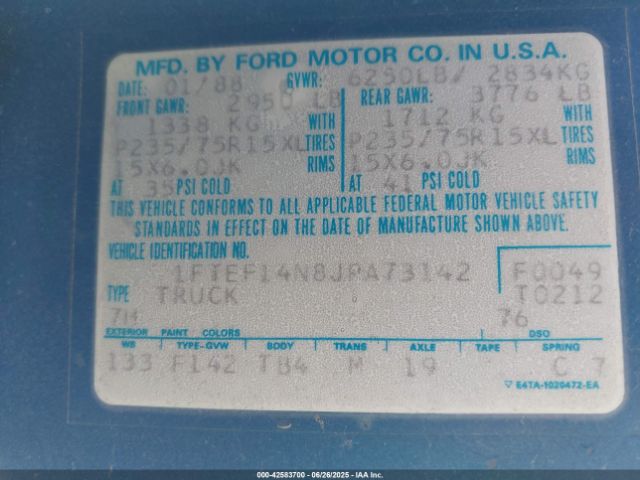 MFD. BY FORD MOTOR CO. IN U.S.A.
DATE: 01/88 GVWR: 6250LB/ 2834KG
FRONT GAWR: 2950 LB REAR GAWR: 3776 LB
1338 KG WITH 1712 KG WITH
P235/75R15XL TIRES P235/75R15XL TIRES
15X6.0JK RIMS 15X6.0JK RIMS
AT 35 PSI COLD AT 41 PSI COLD
THIS VEHICLE CONFORMS TO ALL APPLICABLE FEDERAL MOTOR VEHICLE SAFETY
STANDARDS IN EFFECT ON THE DATE OF MANUFACTURE SHOWN ABOVE.
VEHICLE IDENTIFICATION NO.
1FTEF14N8JPA73142 F0049
TYPE TRUCK T0212
7H 76
EXTERIOR PAINT COLORS DSO
WB TYPE-GVW BODY TRANS AXLE TAPE SPRING
133 F142 TB4 M 19 C 7
E4TA-1020472-EA
000-42583700 - 06/26/2025 - IAA Inc.